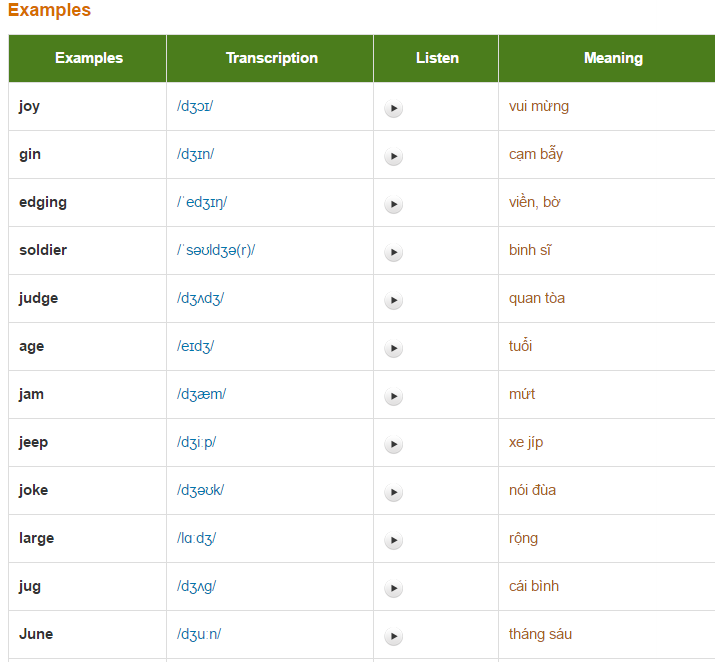 Examples
Examples Transcription Listen Meaning
joy /dʒɔɪ/ vui mừng
gin /dʒɪn/ cạm bẫy
edging /ˈedʒɪŋ/ viền, bờ
soldier /ˈsəʊldʒə(r)/ binh sĩ
judge /dʒʌdʒ/ quan tòa
age /eɪdʒ/ tuổi
jam /dʒæm/ mứt
jeep /dʒiːp/ xe jíp
joke /dʒəʊk/ nói đùa
large /lɑːdʒ/ rộng
jug /dʒʌg/ cái bình
June /dʒuːn/ tháng sáu